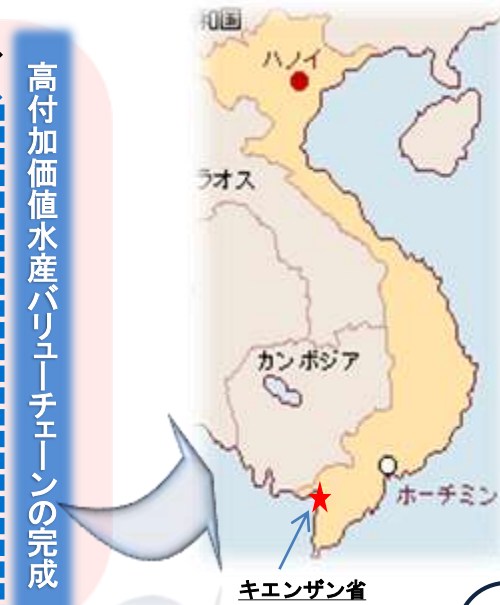 高付加価値水産バリューチェーンの完成
和国
ハノイ
ラオス
カンボジア
ホーチミン
キエンザン省